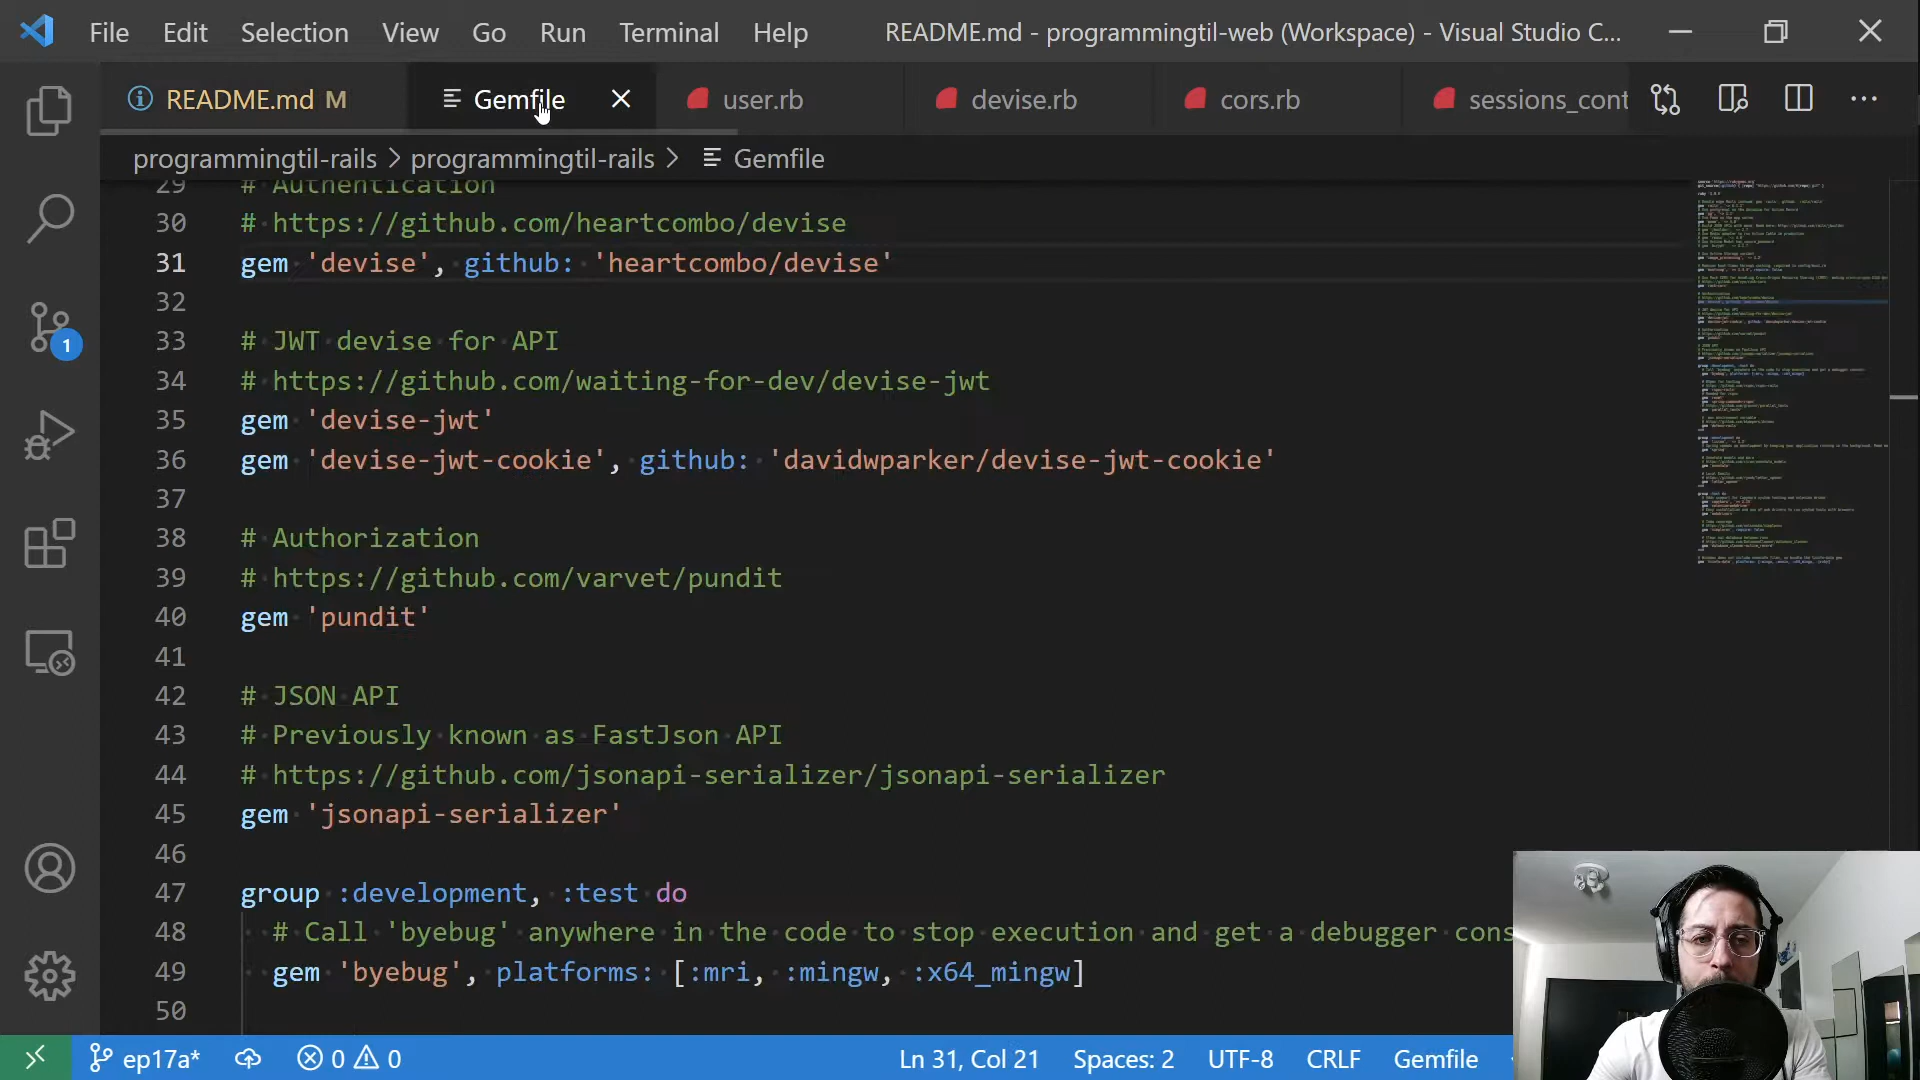 File Edit Selection View Go Run Terminal Help README.md - programmingtil-web (Workspace) - Visual Studio C...
README.md M Gemfile user.rb devise.rb cors.rb sessions_cont
programmingtil-rails > programmingtil-rails > Gemfile
29 # Authentication
30 # https://github.com/heartcombo/devise
31 gem 'devise', github: 'heartcombo/devise'
32
33 # JWT devise for API
34 # https://github.com/waiting-for-dev/devise-jwt
35 gem 'devise-jwt'
36 gem 'devise-jwt-cookie', github: 'davidwparker/devise-jwt-cookie'
37
38 # Authorization
39 # https://github.com/varvet/pundit
40 gem 'pundit'
41
42 # JSON API
43 # Previously known as FastJson API
44 # https://github.com/jsonapi-serializer/jsonapi-serializer
45 gem 'jsonapi-serializer'
46
47 group :development, :test do
48 # Call 'byebug' anywhere in the code to stop execution and get a debugger cons
49 gem 'byebug', platforms: [:mri, :mingw, :x64_mingw]
50
1
ep17a* 0 0 Ln 31, Col 21 Spaces: 2 UTF-8 CRLF Gemfile